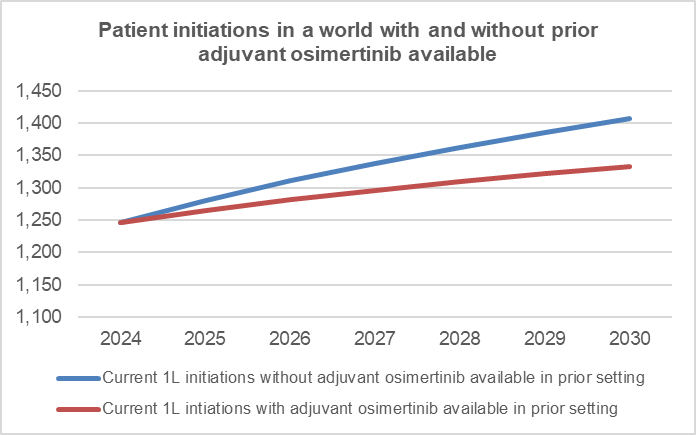 Patient initiations in a world with and without prior
adjuvant osimertinib available
1,450
1,400
1,350
1,300
1,250
1,200
1,150
1,100
2024 2025 2026 2027 2028 2029 2030
Current 1L initiations without adjuvant osimertinib available in prior setting
Current 1L intiations with adjuvant osimertinib available in prior setting